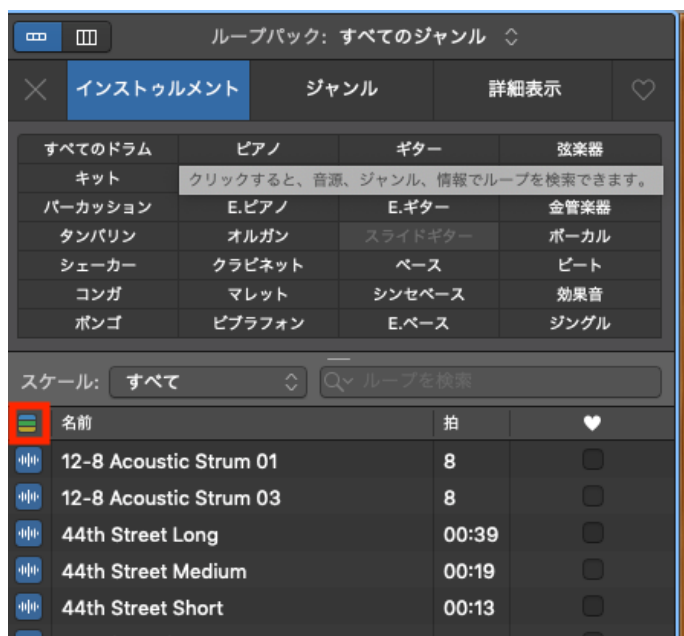 ループパック: すべてのジャンル
インストゥルメント ジャンル 詳細表示
すべてのドラム ピアノ ギター 弦楽器
キット クリックすると、音源、ジャンル、情報でループを検索できます。
パーカッション E.ピアノ E.ギター 金管楽器
タンバリン オルガン スライドギター ボーカル
シェーカー クラビネット ベース ビート
コンガ マレット シンセベース 効果音
ボンゴ ビブラフォン E.ベース ジングル
スケール: すべて ループを検索
名前 拍
12-8 Acoustic Strum 01 8
12-8 Acoustic Strum 03 8
44th Street Long 00:39
44th Street Medium 00:19
44th Street Short 00:13